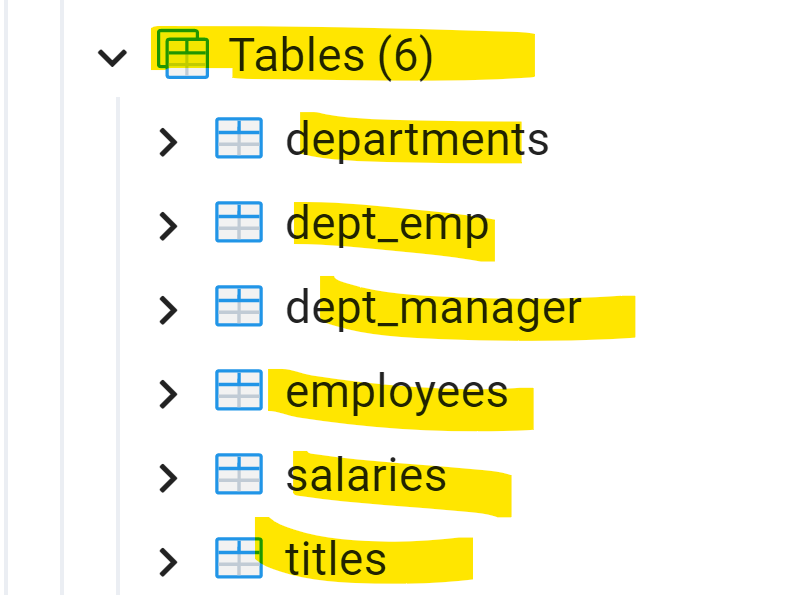 Tables (6)
departments
dept_emp
dept_manager
employees
salaries
titles